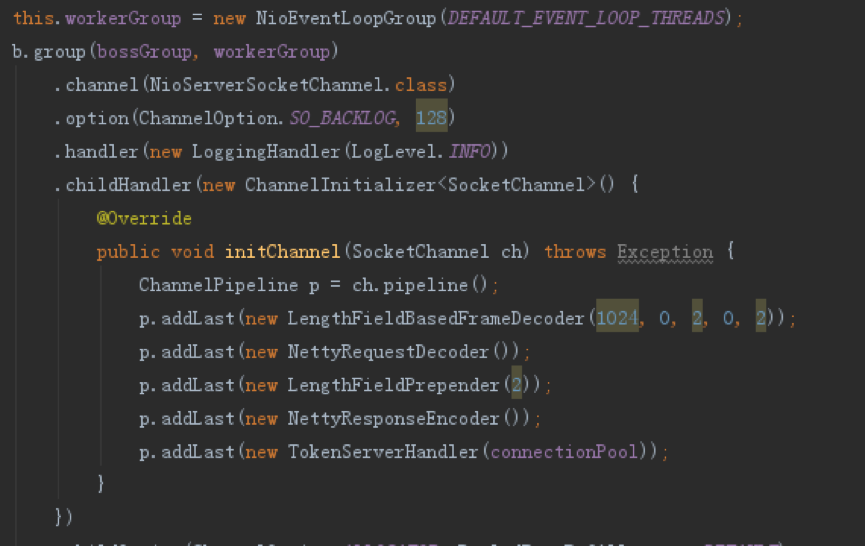 this.workerGroup = new NioEventLoopGroup(DEFAULT_EVENT_LOOP_THREADS);
b.group(bossGroup, workerGroup)
.channel(NioServerSocketChannel.class)
.option(ChannelOption.SO_BACKLOG, 128)
.handler(new LoggingHandler(LogLevel.INFO))
.childHandler(new ChannelInitializer<SocketChannel>() {
@Override
public void initChannel(SocketChannel ch) throws Exception {
ChannelPipeline p = ch.pipeline();
p.addLast(new LengthFieldBasedFrameDecoder(1024, 0, 2, 0, 2));
p.addLast(new NettyRequestDecoder());
p.addLast(new LengthFieldPrepender(2));
p.addLast(new NettyResponseEncoder());
p.addLast(new TokenServerHandler(connectionPool));
}
})